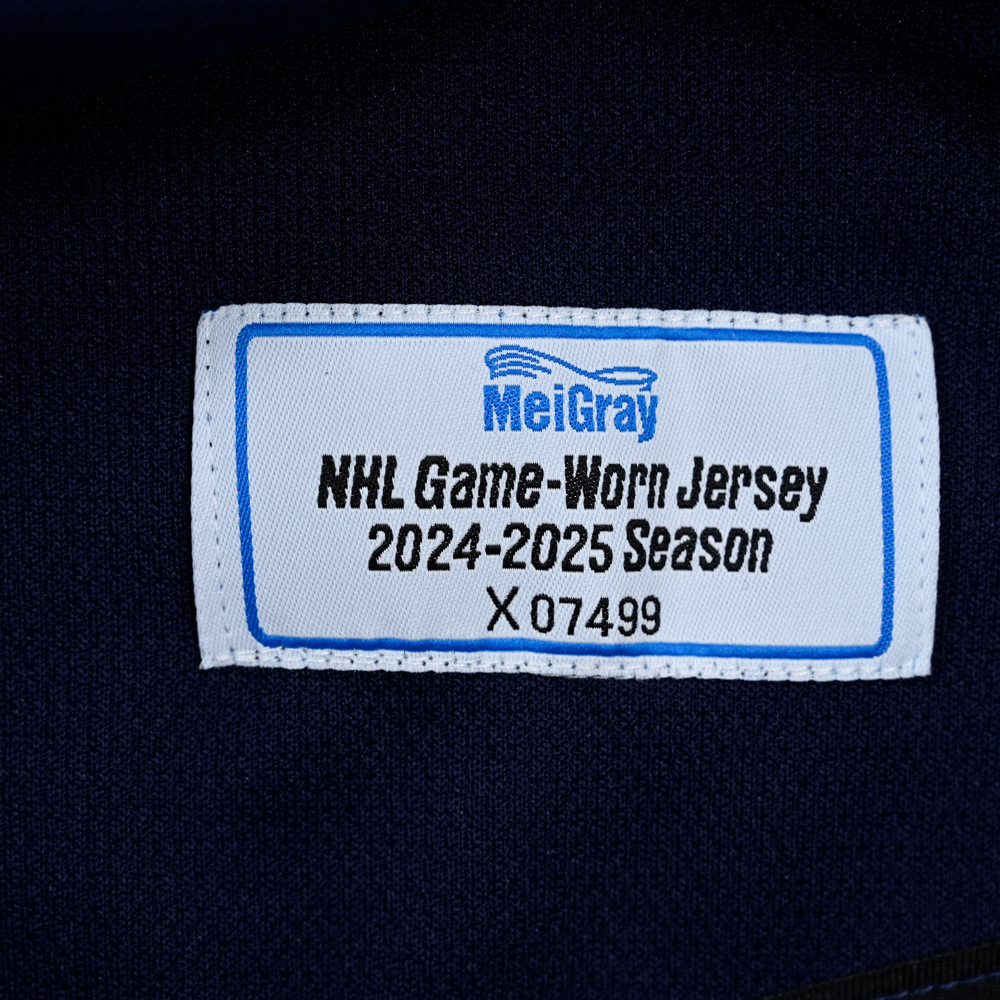 MeiGray
NHL Game-Worn Jersey
2024-2025 Season
X07499